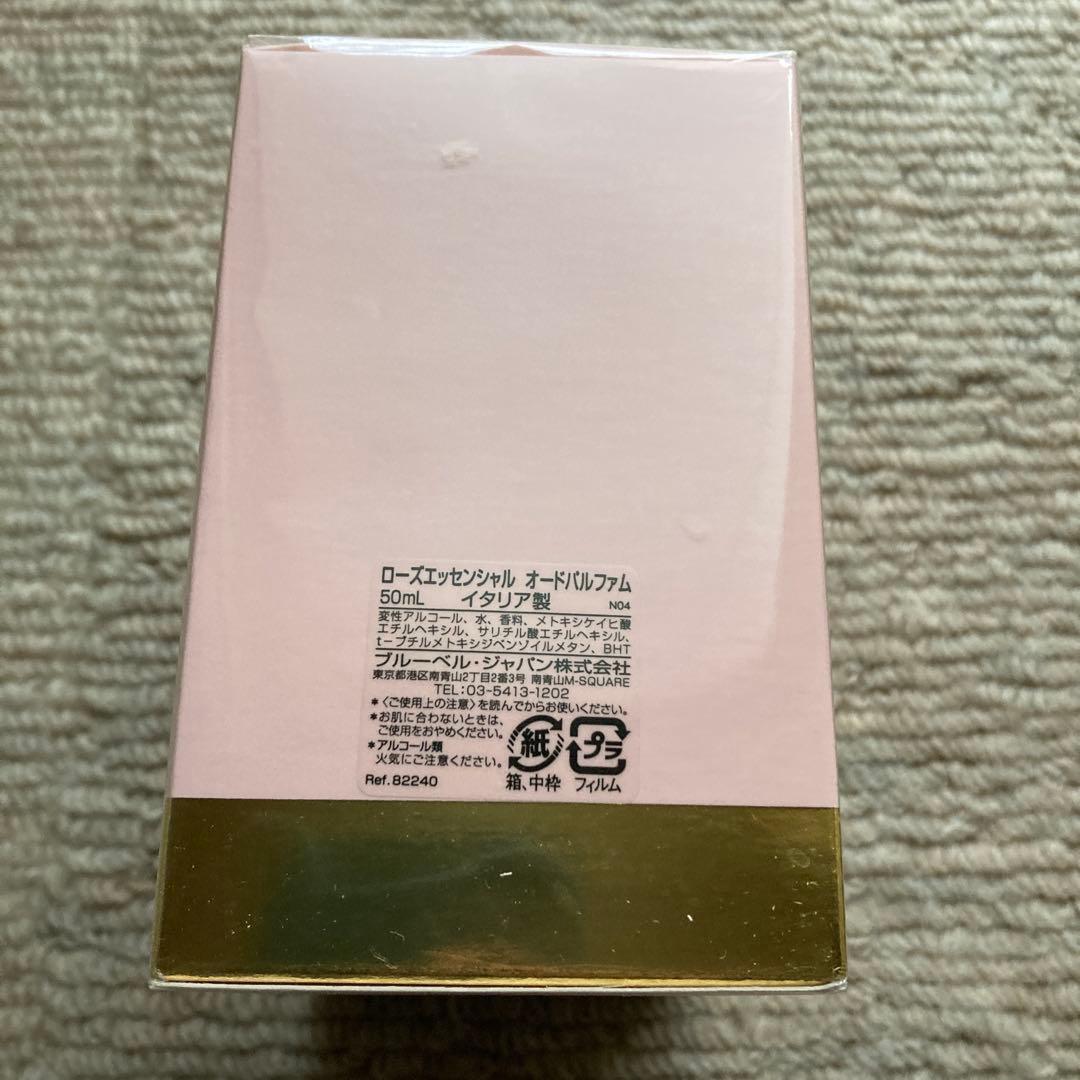 ローズエッセンシャル オードパルファム
50mL イタリア製 N04
変性アルコール、水、香料、メトキシケイヒ酸
エチルヘキシル、サリチル酸エチルヘキシル、
t-ブチルメトキシジベンゾイルメタン、BHT
ブルーベル・ジャパン株式会社
東京都港区南青山2丁目2番3号 南青山M-SQUARE
TEL:03-5413-1202
*〈ご使用上の注意〉を読んでからお使いください。
*お肌に合わないときは、
ご使用をおやめください。
*アルコール類
火気にご注意ください。
Ref.82240
紙
箱、中枠
プラ
フィルム